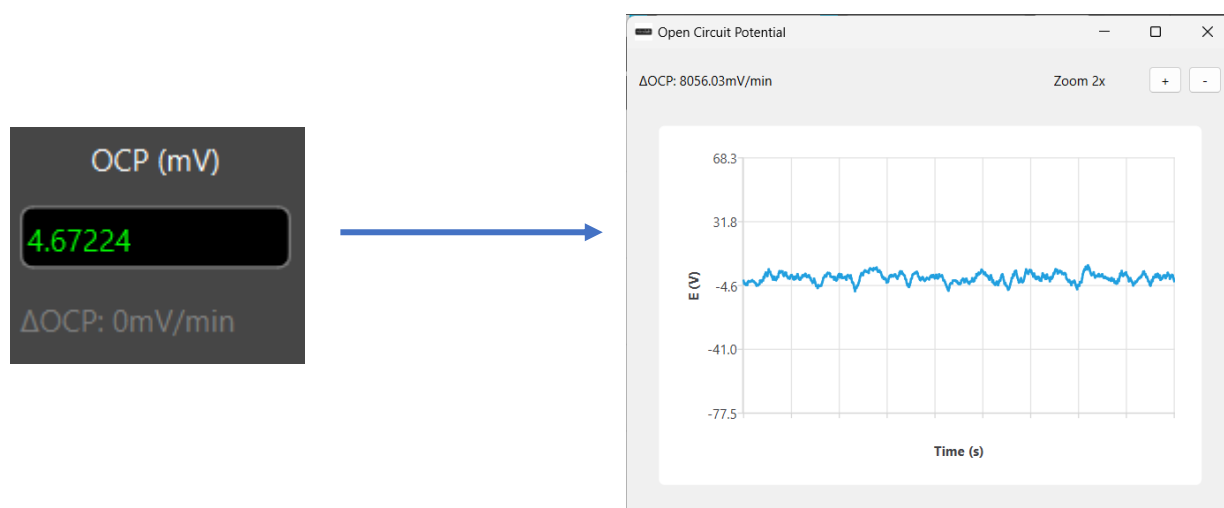 OCP (mV)
4.67224
ΔOCP: 0mV/min
Open Circuit Potential
ΔOCP: 8056.03mV/min
Zoom 2x
+
-
68.3
31.8
-4.6
-41.0
-77.5
E (V)
Time (s)